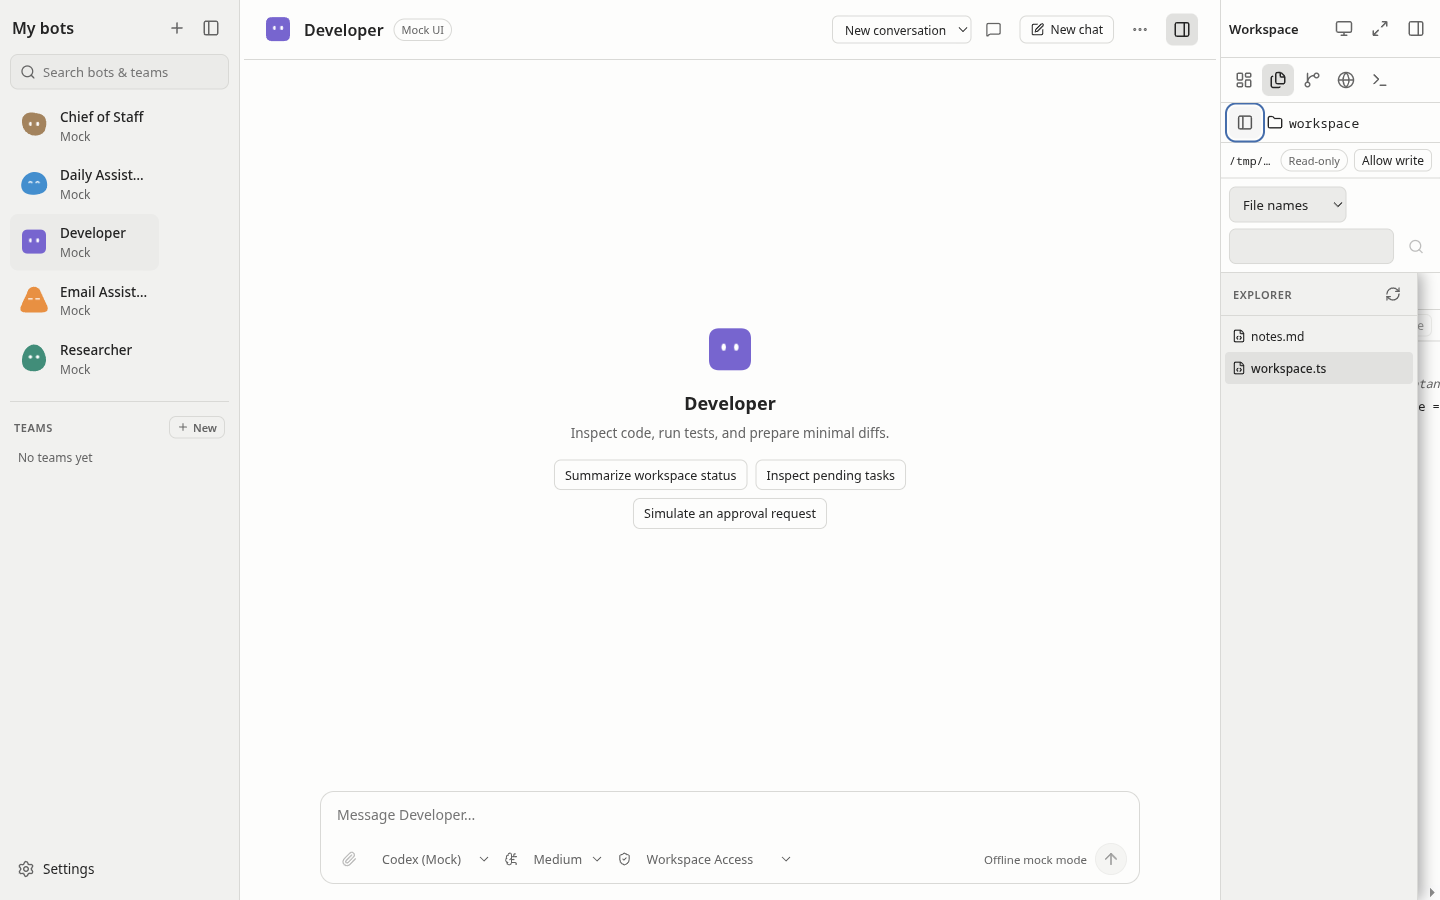 My bots
Search bots & teams
Chief of Staff
Mock
Daily Assist...
Mock
Developer
Mock
Email Assist...
Mock
Researcher
Mock
TEAMS
New
No teams yet
Settings
Developer
Mock UI
New conversation
New chat
Developer
Inspect code, run tests, and prepare minimal diffs.
Summarize workspace status
Inspect pending tasks
Simulate an approval request
Message Developer...
Codex (Mock)
Medium
Workspace Access
Offline mock mode
Workspace
workspace
/tmp/...
Read-only
Allow write
File names
EXPLORER
notes.md
workspace.ts
e =